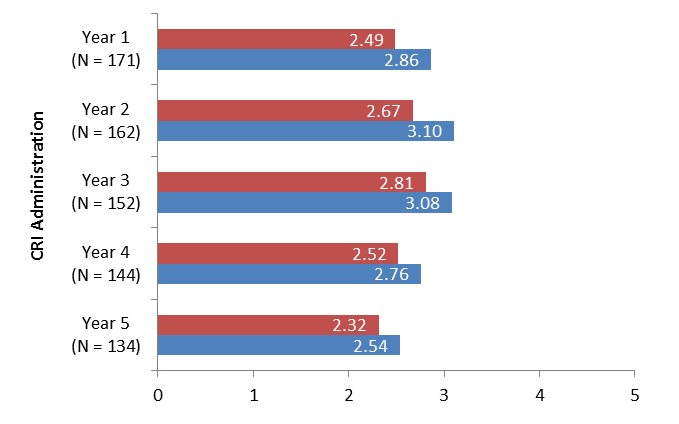 CRI Administration
Year 1
(N = 171)
2.49
2.86
Year 2
(N = 162)
2.67
3.10
Year 3
(N = 152)
2.81
3.08
Year 4
(N = 144)
2.52
2.76
Year 5
(N = 134)
2.32
2.54
0 1 2 3 4 5